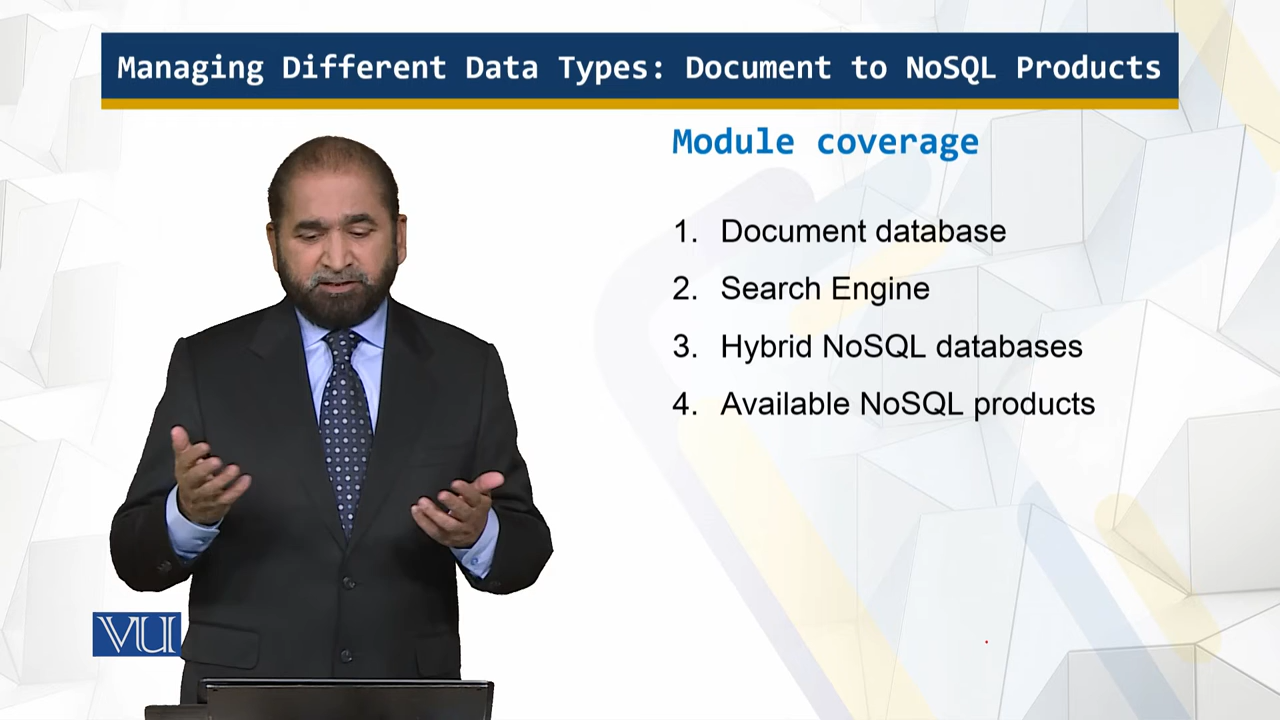 Managing Different Data Types: Document to NoSQL Products
Module coverage
1. Document database
2. Search Engine
3. Hybrid NoSQL databases
4. Available NoSQL products
VU